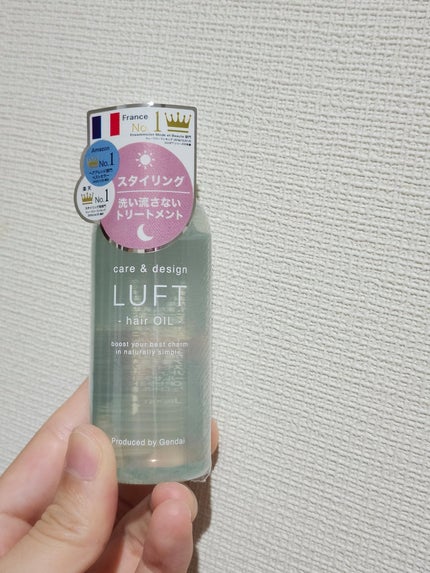 France
No.1
Amazon
No.1
楽天
No.1
スタイリング
洗い流さない
トリートメント
care & design
LUFT
- hair OIL -
boost your best charm
in naturally simple
Produced by Gendai